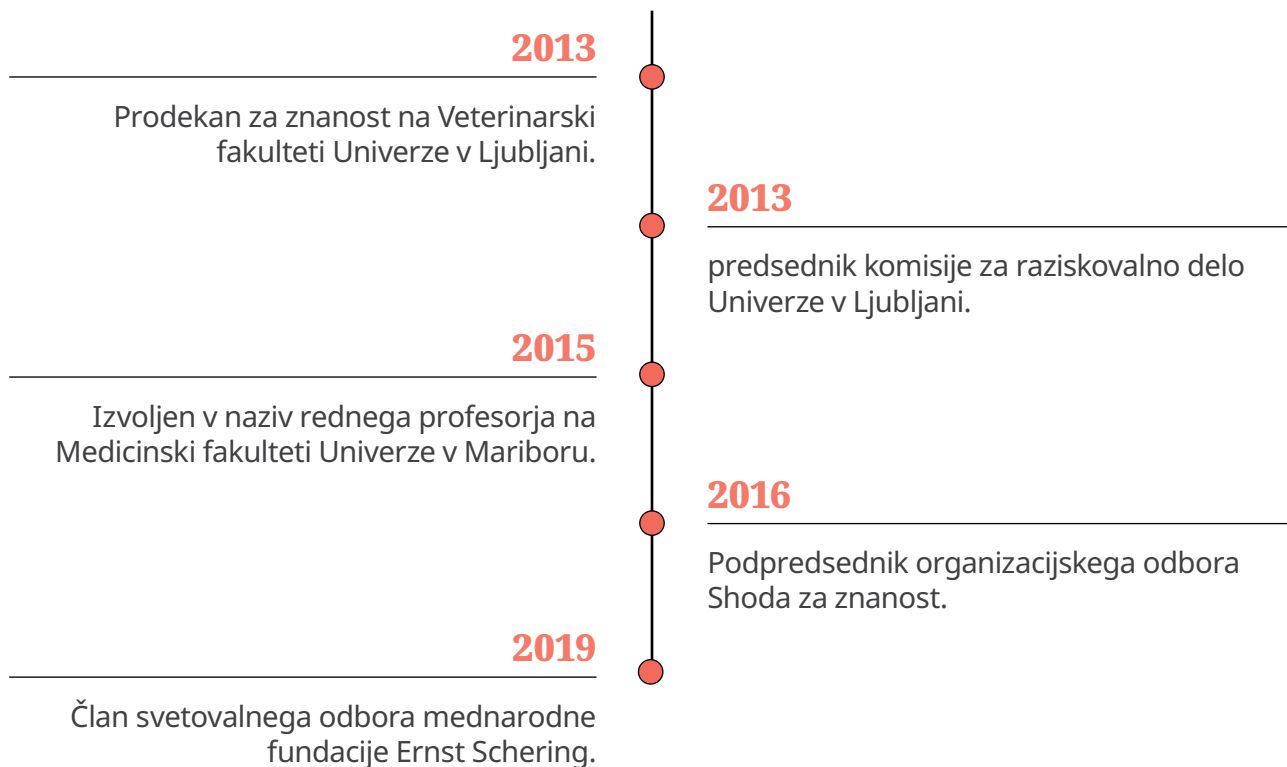 2013
Prodekan za znanost na Veterinarski
fakulteti Univerze v Ljubljani.
2013
predsednik komisije za raziskovalno delo
Univerze v Ljubljani.
2015
Izvoljen v naziv rednega profesorja na
Medicinski fakulteti Univerze v Mariboru.
2016
Podpredsednik organizacijskega odbora
Shoda za znanost.
2019
Član svetovalnega odbora mednarodne
fundacije Ernst Schering.